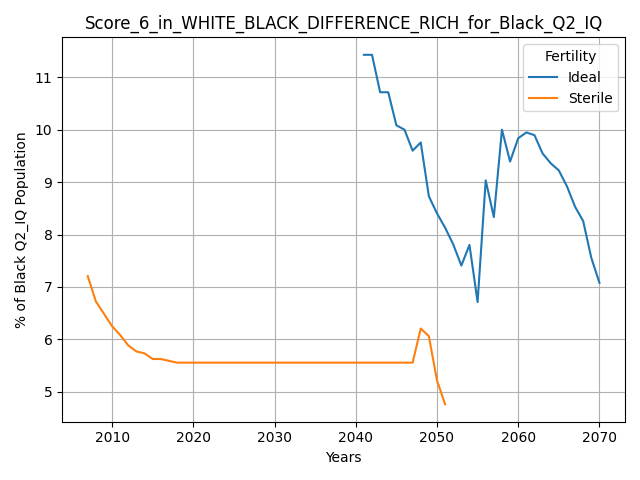 Score_6_in_WHITE_BLACK_DIFFERENCE_RICH_for_Black_Q2_IQ
Fertility
Ideal
Sterile
% of Black Q2_IQ Population
11
10
9
8
7
6
5
2010 2020 2030 2040 2050 2060 2070
Years